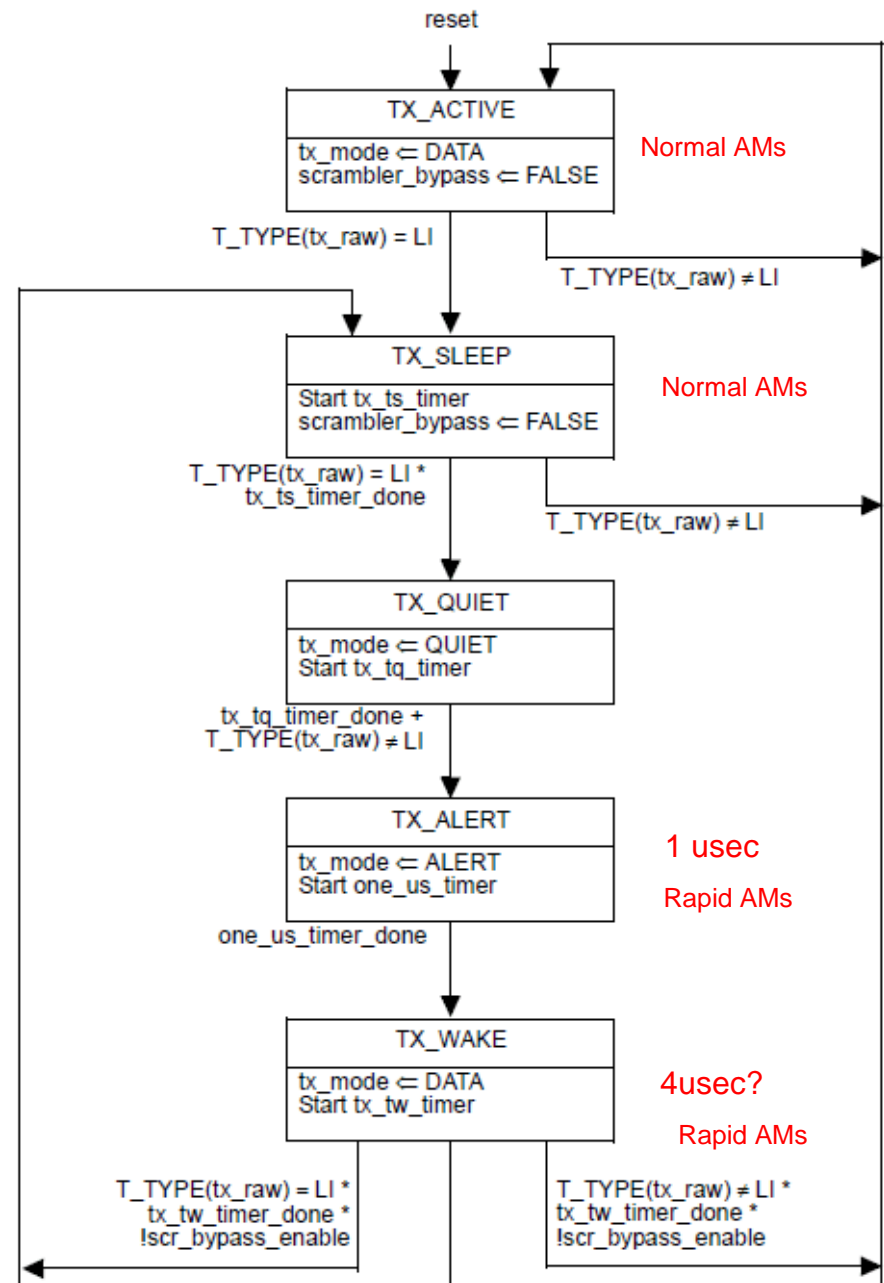 reset
TX_ACTIVE
tx_mode ⇐ DATA
scrambler_bypass ⇐ FALSE
Normal AMs
T_TYPE(tx_raw) = LI
T_TYPE(tx_raw) ≠ LI
TX_SLEEP
Start tx_ts_timer
scrambler_bypass ⇐ FALSE
Normal AMs
T_TYPE(tx_raw) = LI *
tx_ts_timer_done
T_TYPE(tx_raw) ≠ LI
TX_QUIET
tx_mode ⇐ QUIET
Start tx_tq_timer
tx_tq_timer_done +
T_TYPE(tx_raw) ≠ LI
TX_ALERT
tx_mode ⇐ ALERT
Start one_us_timer
1 usec
Rapid AMs
one_us_timer_done
TX_WAKE
tx_mode ⇐ DATA
Start tx_tw_timer
4usec?
Rapid AMs
T_TYPE(tx_raw) = LI *
tx_tw_timer_done *
!scr_bypass_enable
T_TYPE(tx_raw) ≠ LI *
tx_tw_timer_done *
!scr_bypass_enable